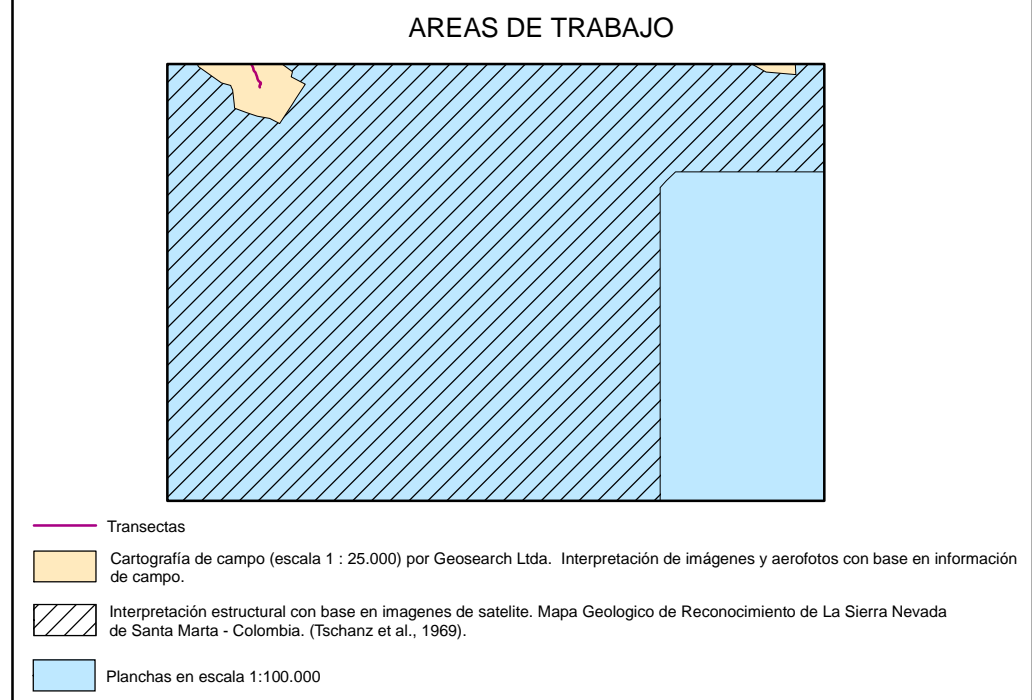 AREAS DE TRABAJO
Transectas
Cartografía de campo (escala 1 : 25.000) por Geosearch Ltda. Interpretación de imágenes y aerofotos con base en información
de campo.
Interpretación estructural con base en imagenes de satelite. Mapa Geologico de Reconocimiento de La Sierra Nevada
de Santa Marta - Colombia. (Tschanz et al., 1969).
Planchas en escala 1:100.000